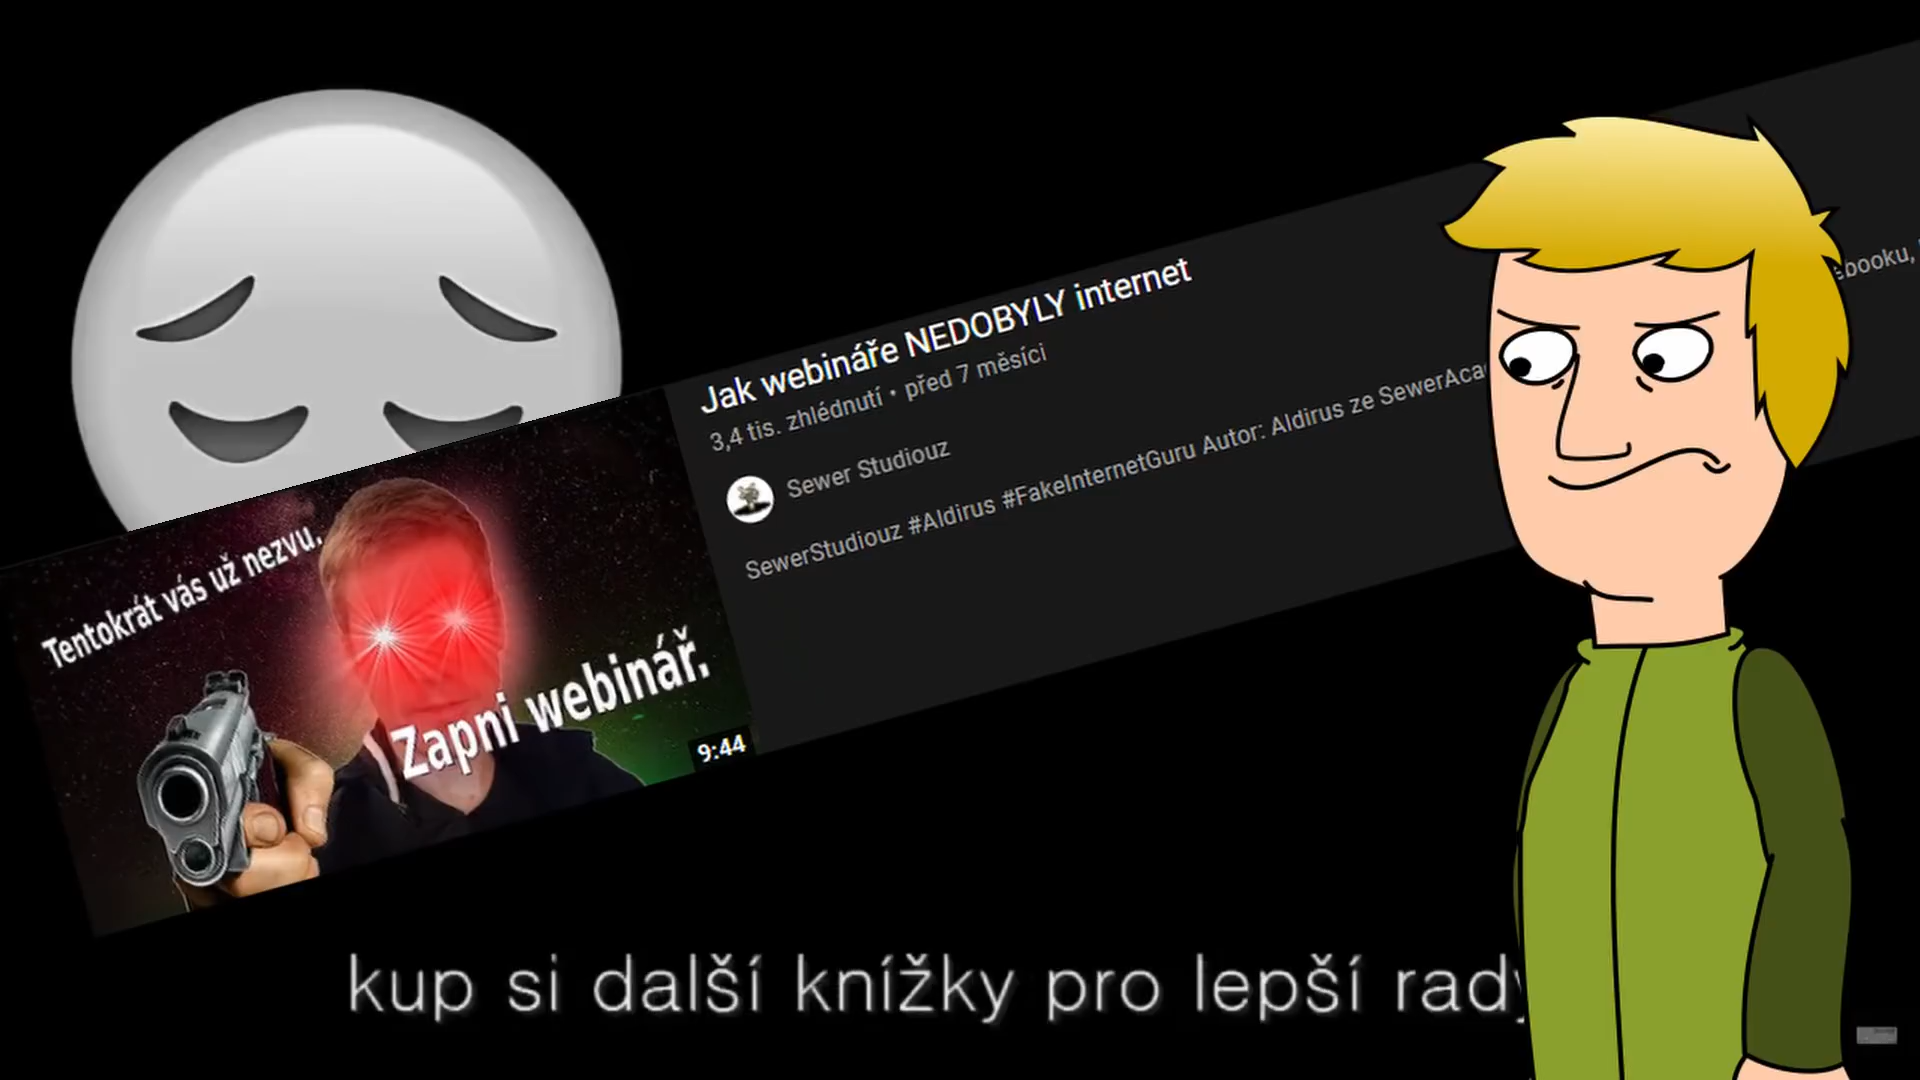 Jak webináře NEDOBYLY internet
3,4 tis. zhlédnutí • před 7 měsíci
Sewer Studiouz
SewerStudiouz #Aldirus #FakeInternetGuru Autor: Aldirus ze
Tentokrát vás už nezvu.
Zapni webinář.
9:44
kup si další knížky pro lepší rady